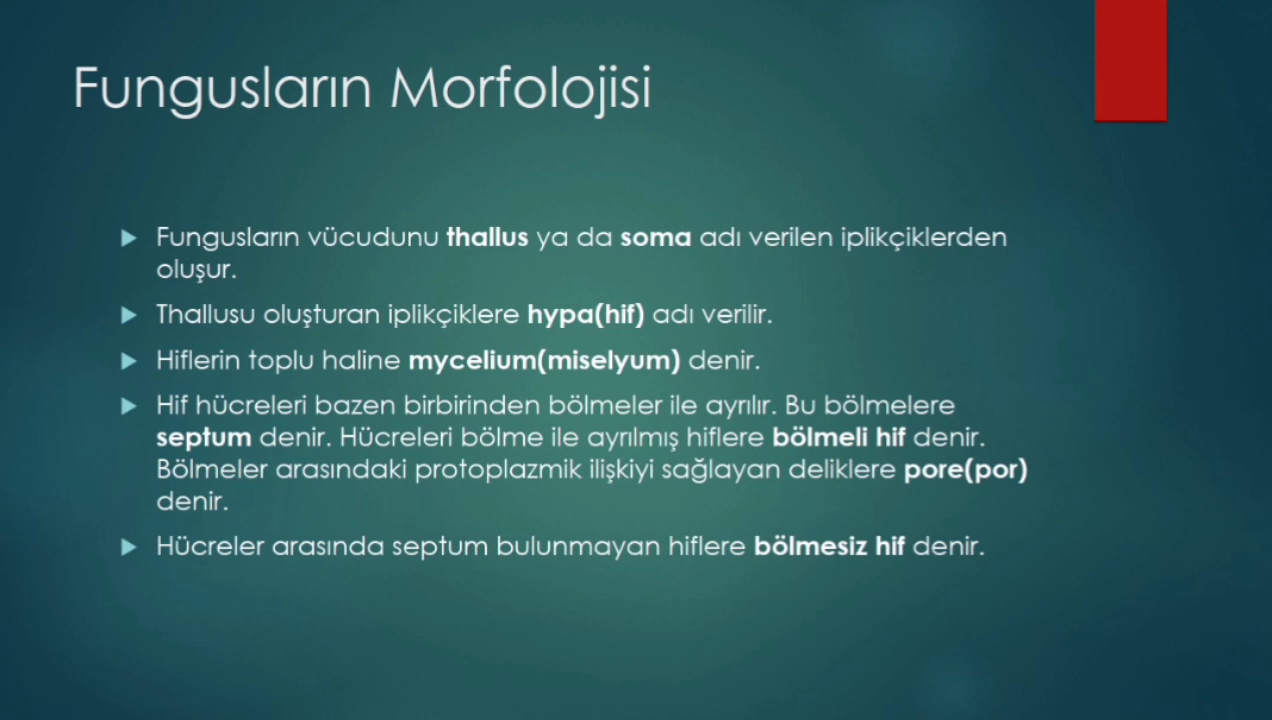 Fungusların Morfolojisi
Fungusların vücudunu thallus ya da soma adı verilen iplikçiklerden
oluşur.
Thallusu oluşturan iplikçiklere hypa(hif) adı verilir.
Hiflerin toplu haline mycelium(miselyum) denir.
Hif hücreleri bazen birbirinden bölmeler ile ayrılır. Bu bölmelere
septum denir. Hücreleri bölme ile ayrılmış hiflere bölmeli hif denir.
Bölmeler arasındaki protoplazmik ilişkiyi sağlayan deliklere pore(por)
denir.
Hücreler arasında septum bulunmayan hiflere bölmesiz hif denir.